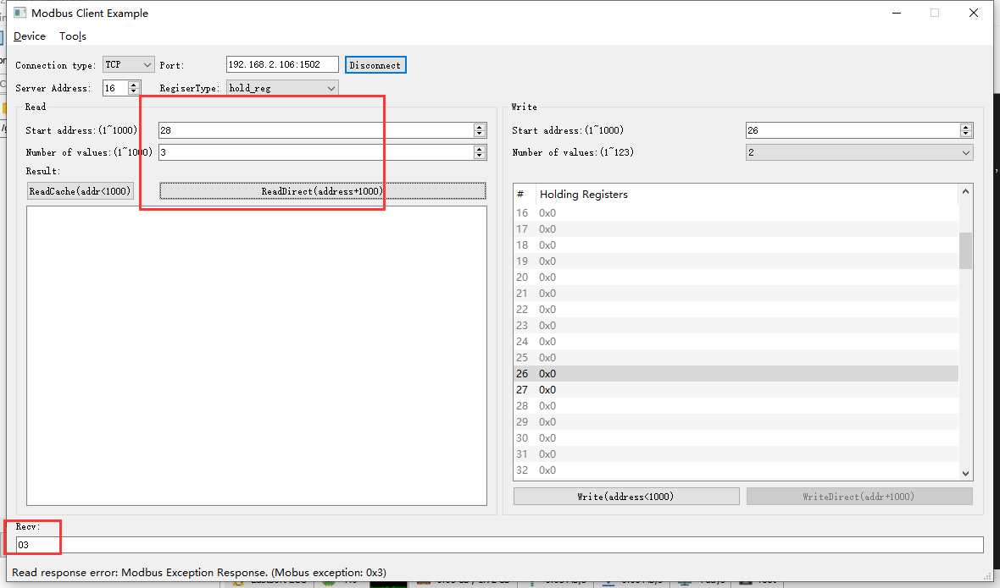 Modbus Client Example
Device Tools
Connection type: TCP Port: 192.168.2.106:1502 Disconnect
Server Address: 16 RegiserType: hold_reg
Read
Start address:(1~1000) 28
Number of values:(1~1000) 3
Result:
ReadCache(addr<1000) ReadDirect(address+1000)
Write
Start address:(1~1000) 26
Number of values:(1~123) 2
# Holding Registers
16 0x0
17 0x0
18 0x0
19 0x0
20 0x0
21 0x0
22 0x0
23 0x0
24 0x0
25 0x0
26 0x0
27 0x0
28 0x0
29 0x0
30 0x0
31 0x0
32 0x0
Write(address<1000) WriteDirect(addr+1000)
Recv:
03
Read response error: Modbus Exception Response. (Mobus exception: 0x3)